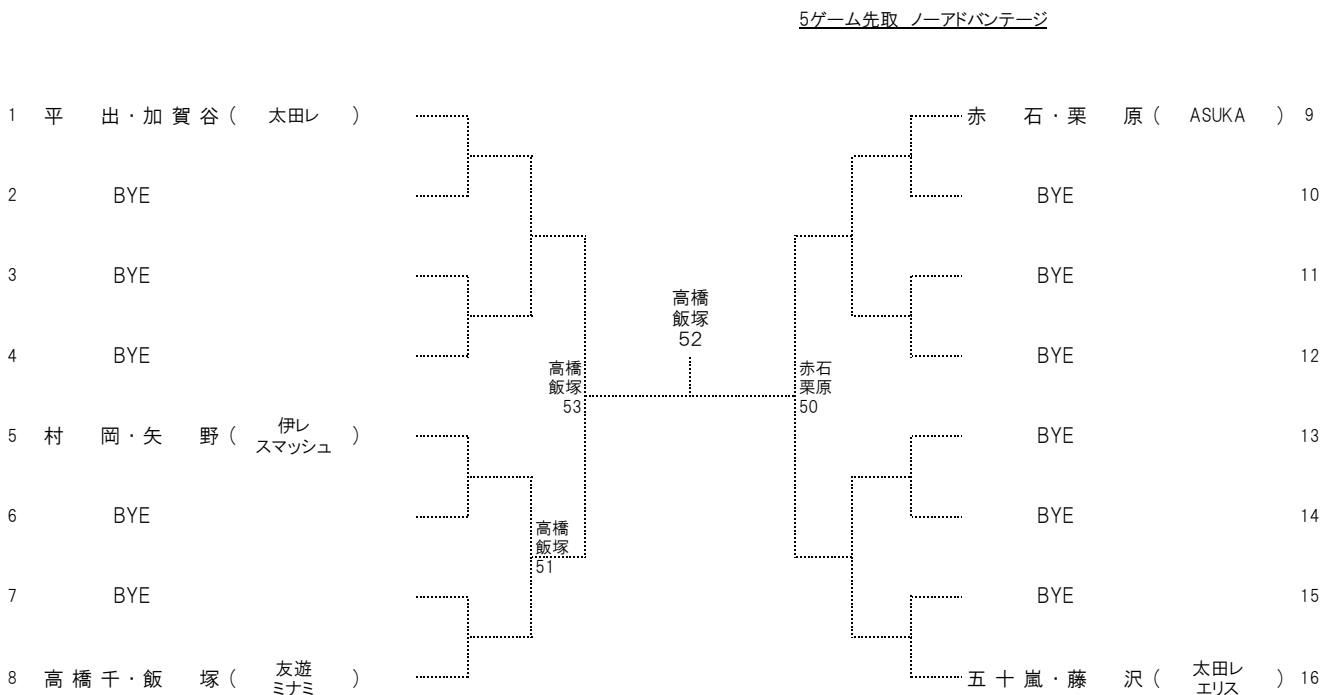 5ゲーム先取 ノーアドバンテージ
1 平 出・加賀谷( 太田レ )
2 BYE
3 BYE
4 BYE
5 村 岡・矢 野( 伊レ スマッシュ )
6 BYE
7 BYE
8 高橋千・飯 塚( 友遊 ミナミ )
高橋
飯塚
51
高橋
飯塚
53
高橋
飯塚
52
赤石
栗原
50
赤 石・栗 原( ASUKA ) 9
BYE 10
BYE 11
BYE 12
BYE 13
BYE 14
BYE 15
五十嵐・藤 沢( 太田レ エリス ) 16